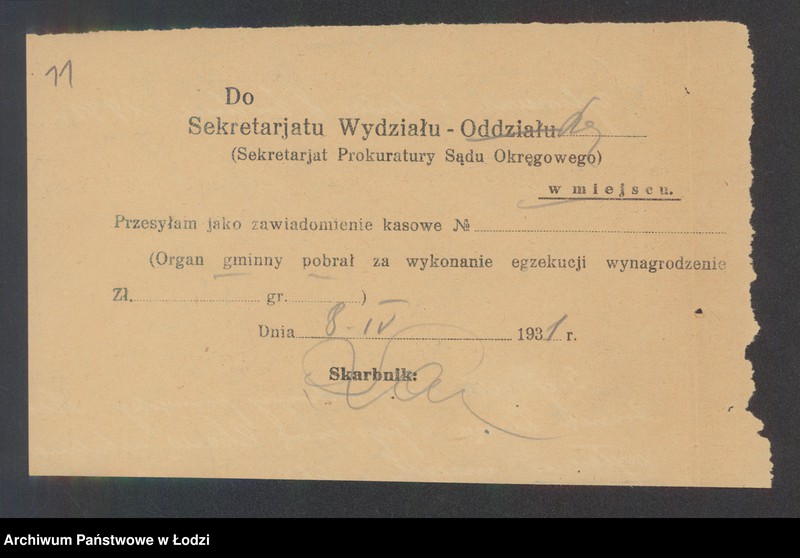 11
Do
Sekretarjatu Wydziału - Oddziału
(Sekretarjat Prokuratury Sądu Okręgowego)
w miejscu.
Przesyłam jako zawiadomienie kasowe №
(Organ gminny pobrał za wykonanie egzekucji wynagrodzenie
Zł. gr. )
Dnia 8-IV 1931 r.
Skarbnik:
Archiwum Państwowe w Łodzi